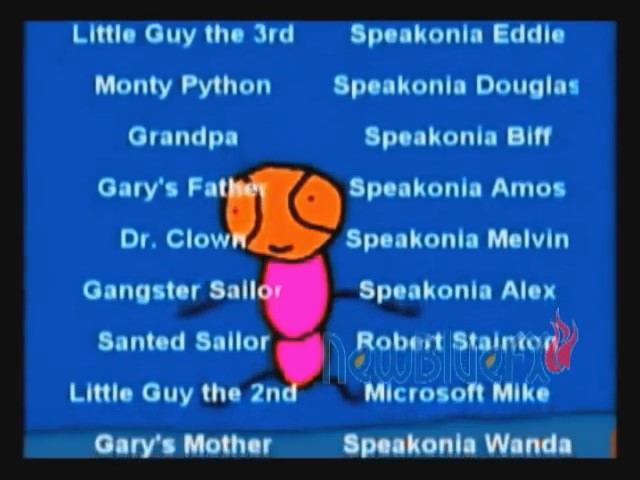 Little Guy the 3rd Speakonia Eddie
Monty Python Speakonia Douglas
Grandpa Speakonia Biff
Gary's Father Speakonia Amos
Dr. Clown Speakonia Melvin
Gangster Sailor Speakonia Alex
Santed Sailor Robert Stainton
NewBlueFX
Little Guy the 2nd Microsoft Mike
Gary's Mother Speakonia Wanda